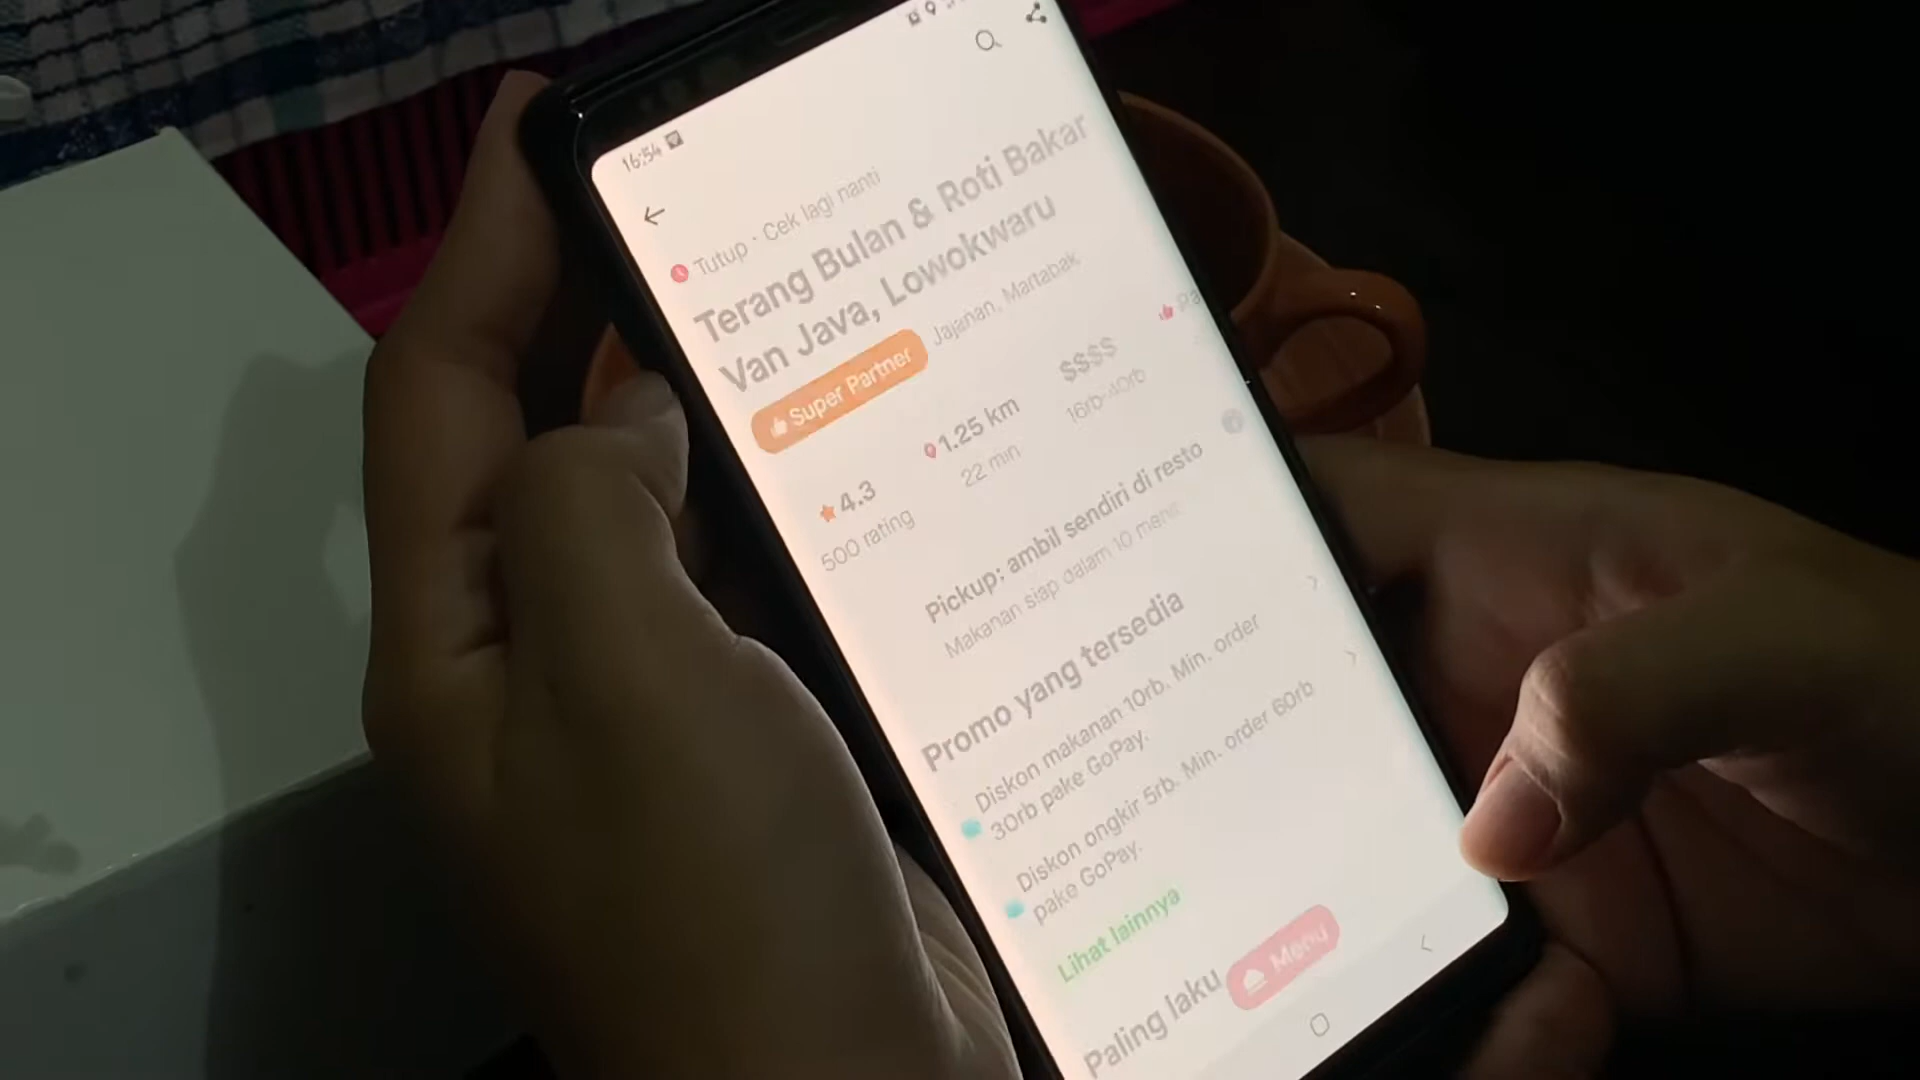 16:54
Tutup · Cek lagi nanti
Terang Bulan & Roti Bakar
Van Java, Lowokwaru
Super Partner
Jajanan, Martabak
4.3
500 rating
1.25 km
22 min
$$$$
16rb-40rb
Pickup: ambil sendiri di resto
Makanan siap dalam 10
Promo yang tersedia
Diskon makanan 10rb. Min. order
30rb pake GoPay.
Diskon ongkir 5rb. Min. order 60rb
pake GoPay.
Lihat lainnya
Paling laku
Menu